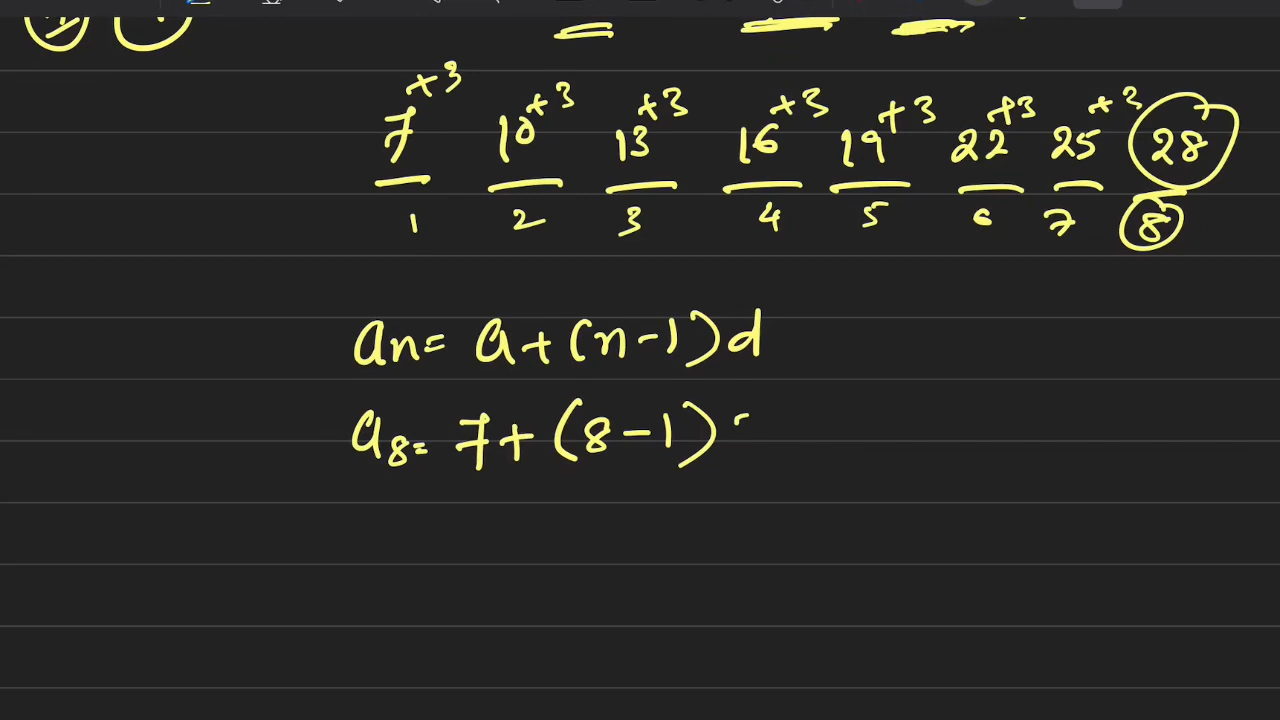 7 +3 10 +3 13 +3 16 +3 19 +3 22 +3 25 +3 28
1 2 3 4 5 6 7 8
an = a + (n - 1) d
a8 = 7 + (8 - 1)